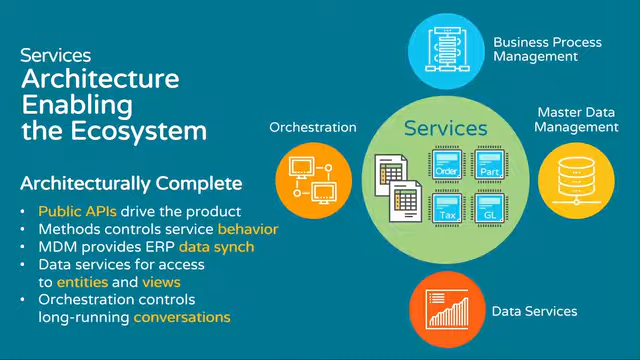 Services
Architecture
Enabling
the Ecosystem
Architecturally Complete
• Public APIs drive the product
• Methods controls service behavior
• MDM provides ERP data synch
• Data services for access
to entities and views
• Orchestration controls
long-running conversations
Business Process
Management
Orchestration
Services
Master Data
Management
Order
Part
Tax
GL
Data Services